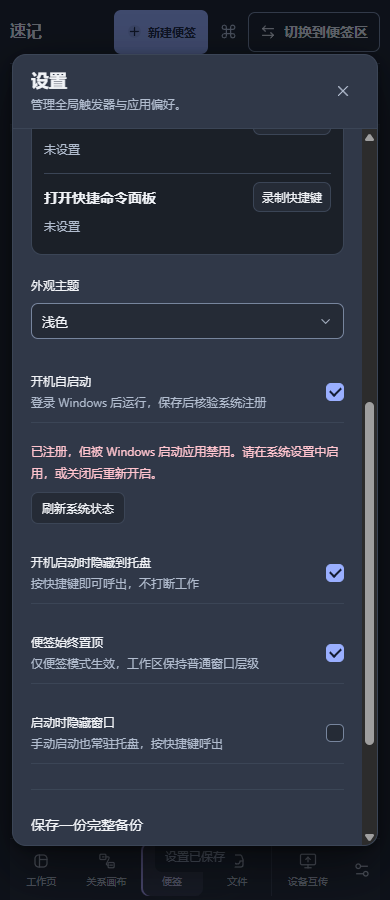 速记
新建便签
切换到便签区
设置
管理全局触发器与应用偏好。
未设置
打开快捷命令面板
录制快捷键
未设置
外观主题
浅色
开机自启动
登录 Windows 后运行，保存后核验系统注册
已注册，但被 Windows 启动应用禁用。请在系统设置中启
用，或关闭后重新开启。
刷新系统状态
开机启动时隐藏到托盘
按快捷键即可呼出，不打断工作
便签始终置顶
仅便签模式生效，工作区保持普通窗口层级
启动时隐藏窗口
手动启动也常驻托盘，按快捷键呼出
保存一份完整备份
设置已保存
工作页
关系画布
便签
文件
设备互传